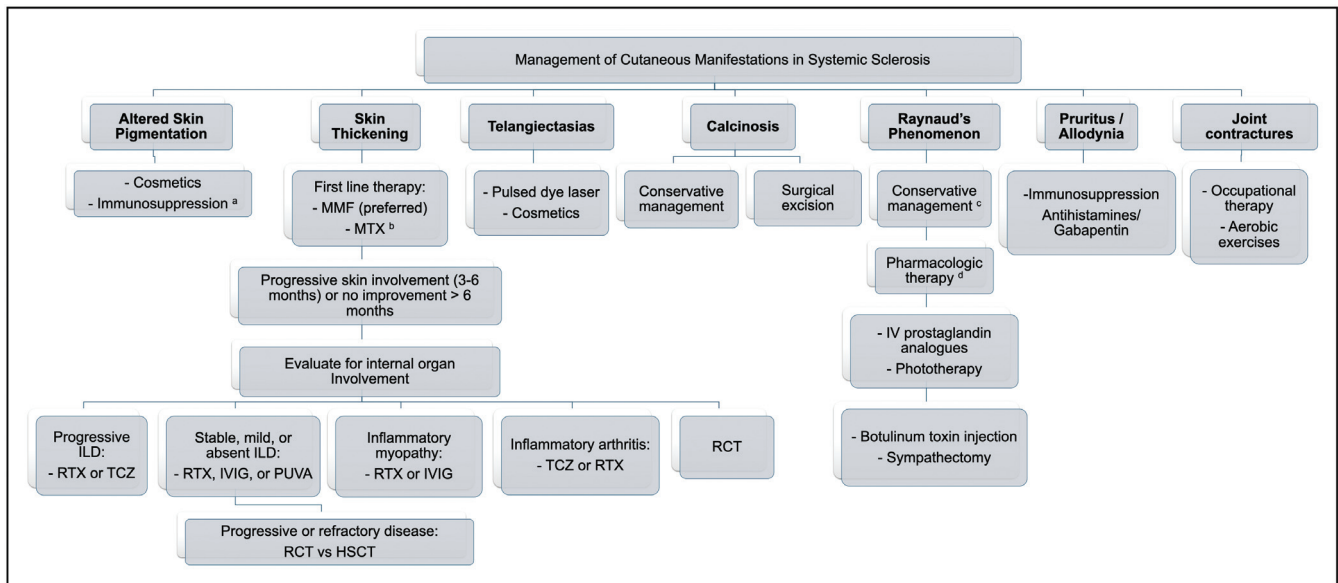 Management of Cutaneous Manifestations in Systemic Sclerosis
Altered Skin
Pigmentation
- Cosmetics
- Immunosuppression a
Skin
Thickening
First line therapy:
- MMF (preferred)
- MTX b
Progressive skin involvement (3-6
months) or no improvement > 6
months
Evaluate for internal organ
Involvement
Progressive
ILD:
- RTX or TCZ
Stable, mild, or
absent ILD:
- RTX, IVIG, or PUVA
Progressive or refractory disease:
RCT vs HSCT
Inflammatory
myopathy:
- RTX or IVIG
Inflammatory arthritis:
- TCZ or RTX
RCT
Telangiectasias
- Pulsed dye laser
- Cosmetics
Calcinosis
Conservative
management
Surgical
excision
Raynaud's
Phenomenon
Conservative
management c
Pharmacologic
therapy d
- IV prostaglandin
analogues
- Phototherapy
- Botulinum toxin injection
- Sympathectomy
Pruritus /
Allodynia
-Immunosuppression
Antihistamines/
Gabapentin
Joint
contractures
- Occupational
therapy
- Aerobic
exercises